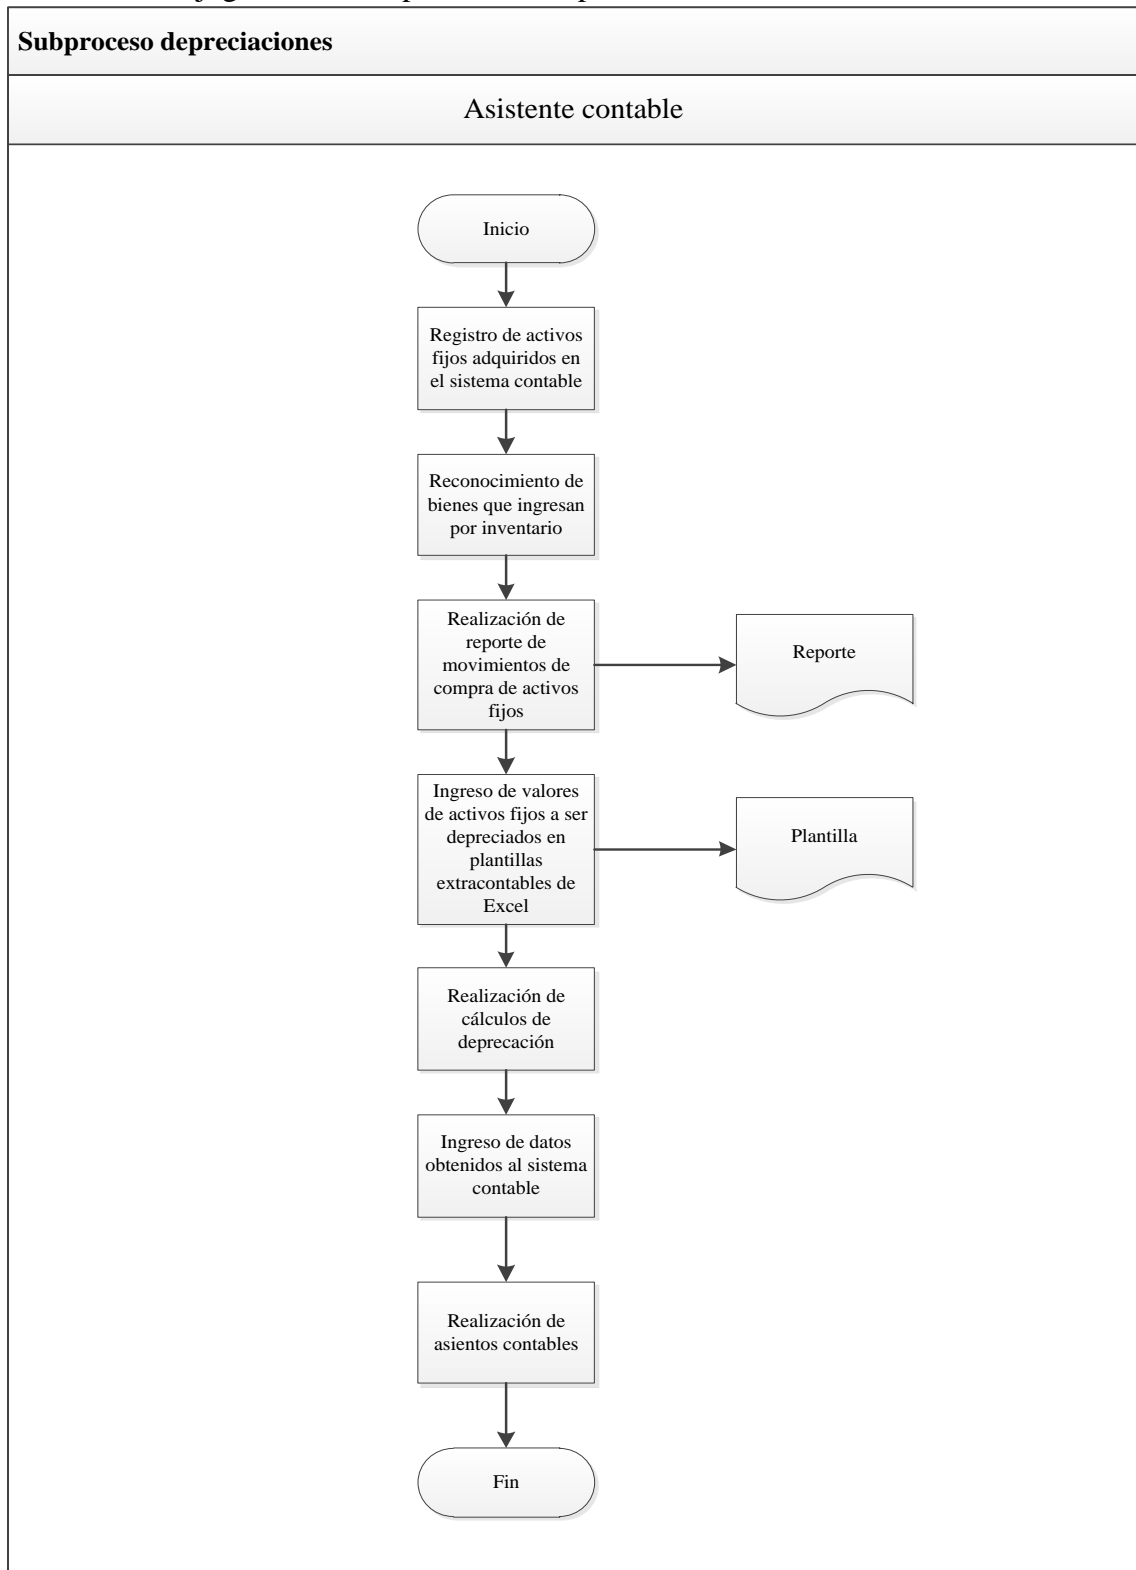 Subproceso depreciaciones
Asistente contable
Inicio
Registro de activos
fijos adquiridos en
el sistema contable
Reconocimiento de
bienes que ingresan
por inventario
Realización de
reporte de
movimientos de
compra de activos
fijos
Reporte
Ingreso de valores
de activos fijos a ser
depreciados en
plantillas
extracontables de
Excel
Plantilla
Realización de
cálculos de
deprecación
Ingreso de datos
obtenidos al sistema
contable
Realización de
asientos contables
Fin